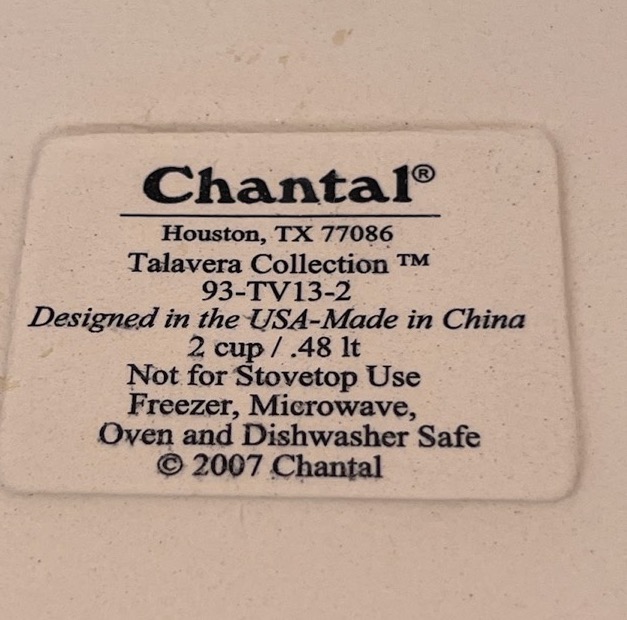 Chantal®
Houston, TX 77086
Talavera Collection ™
93-TV13-2
Designed in the USA-Made in China
2 cup / .48 lt
Not for Stovetop Use
Freezer, Microwave,
Oven and Dishwasher Safe
© 2007 Chantal